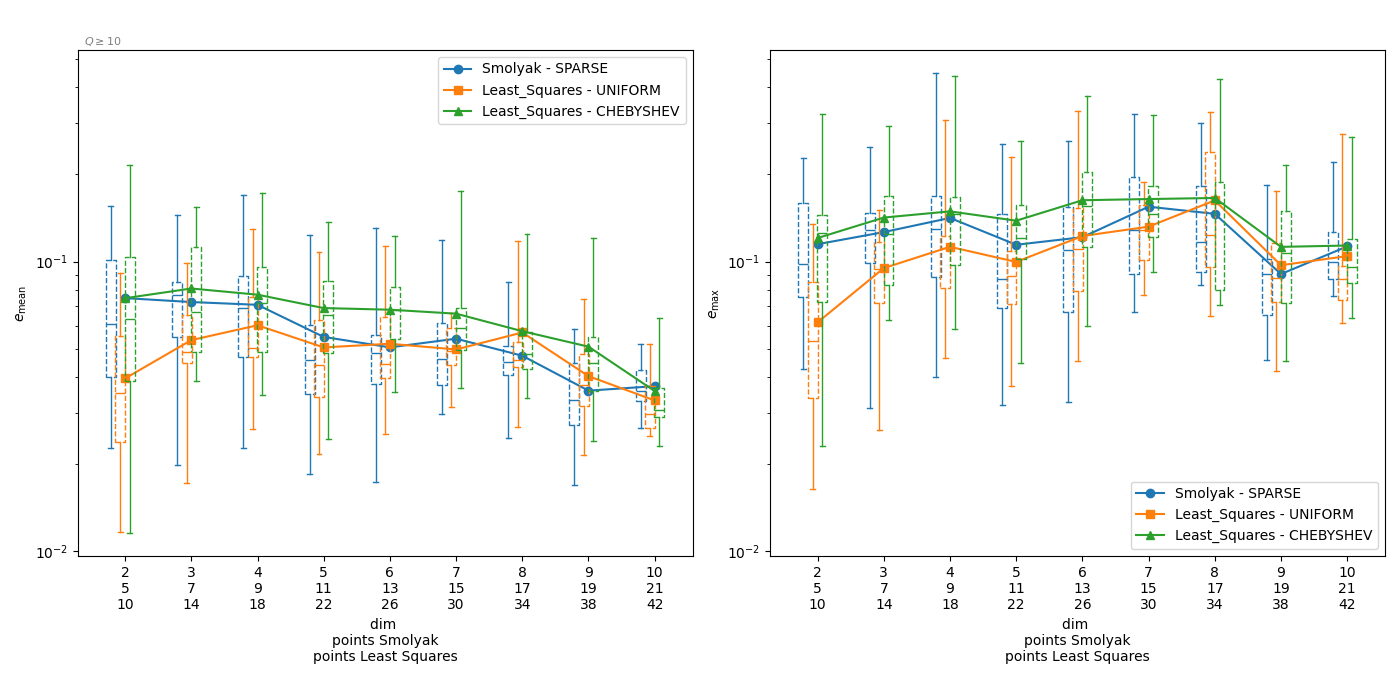 Q ≥ 10
Smolyak - SPARSE
Least_Squares - UNIFORM
Least_Squares - CHEBYSHEV
10⁻¹
10⁻²
e_mean
2 3 4 5 6 7 8 9 10
5 7 9 11 13 15 17 19 21
10 14 18 22 26 30 34 38 42
dim
points Smolyak
points Least Squares
10⁻¹
10⁻²
e_max
Smolyak - SPARSE
Least_Squares - UNIFORM
Least_Squares - CHEBYSHEV
2 3 4 5 6 7 8 9 10
5 7 9 11 13 15 17 19 21
10 14 18 22 26 30 34 38 42
dim
points Smolyak
points Least Squares